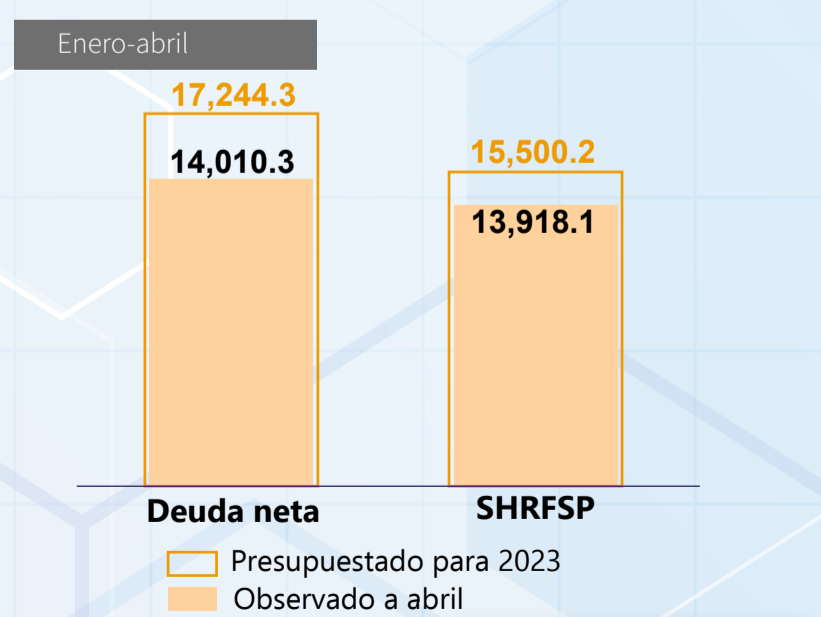 Enero-abril
17,244.3
14,010.3
15,500.2
13,918.1
Deuda neta
SHRFSP
Presupuestado para 2023
Observado a abril